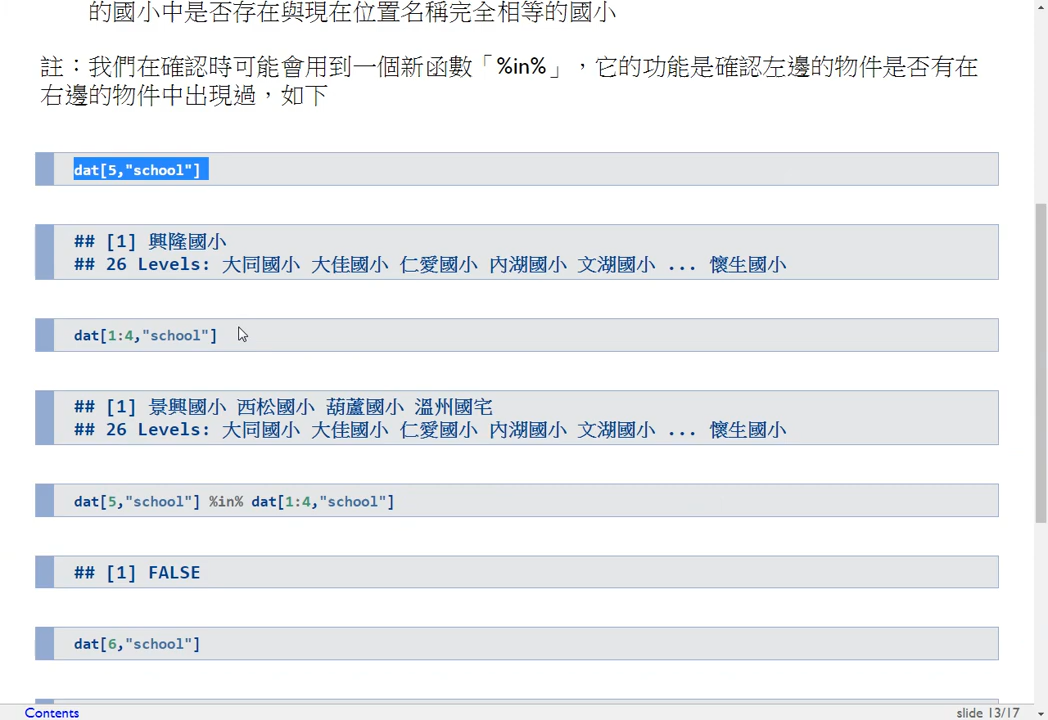 的國小中是否存在與現在位置名稱完全相等的國小
註：我們在確認時可能會用到一個新函數「%in%」，它的功能是確認左邊的物件是否有在
右邊的物件中出現過，如下
dat[5,"school"]
## [1] 興隆國小
## 26 Levels: 大同國小 大佳國小 仁愛國小 內湖國小 文湖國小 ... 懷生國小
dat[1:4,"school"]
## [1] 景興國小 西松國小 葫蘆國小 溫州國宅
## 26 Levels: 大同國小 大佳國小 仁愛國小 內湖國小 文湖國小 ... 懷生國小
dat[5,"school"] %in% dat[1:4,"school"]
## [1] FALSE
dat[6,"school"]
Contents
slide 13/17